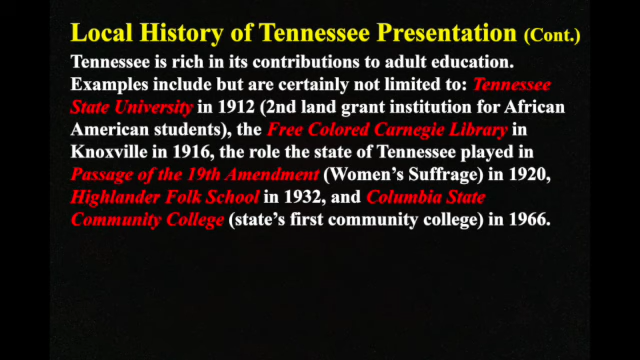 Local History of Tennessee Presentation (Cont.)
Tennessee is rich in its contributions to adult education.
Examples include but are certainly not limited to: Tennessee
State University in 1912 (2nd land grant institution for African
American students), the Free Colored Carnegie Library in
Knoxville in 1916, the role the state of Tennessee played in
Passage of the 19th Amendment (Women's Suffrage) in 1920,
Highlander Folk School in 1932, and Columbia State
Community College (state's first community college) in 1966.